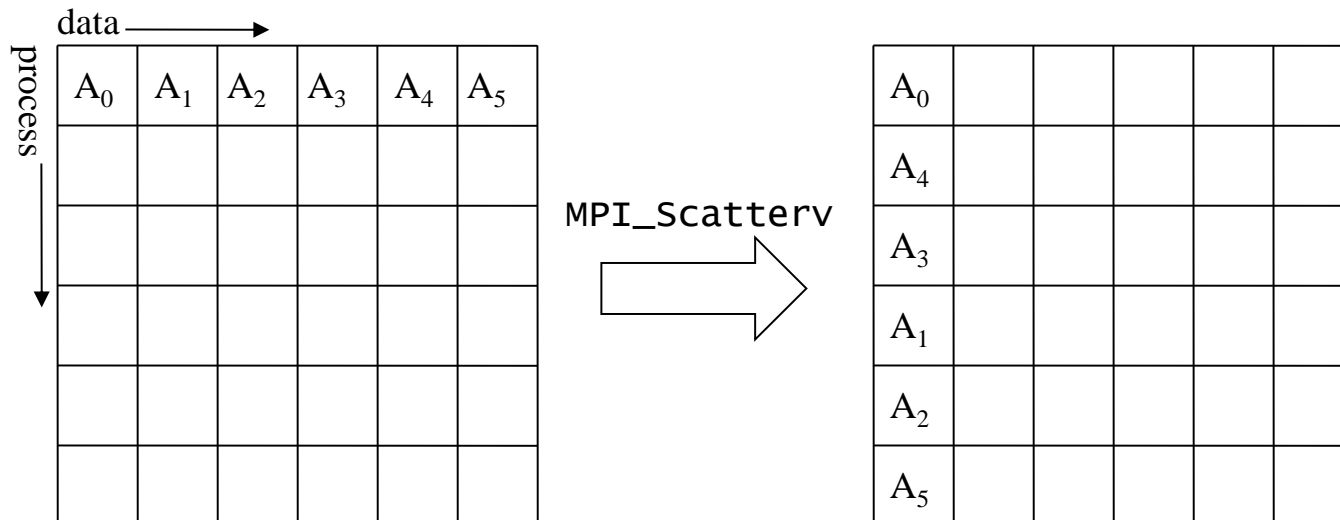 data
process
A₀ A₁ A₂ A₃ A₄ A₅
MPI_Scatterv
A₀
A₄
A₃
A₁
A₂
A₅